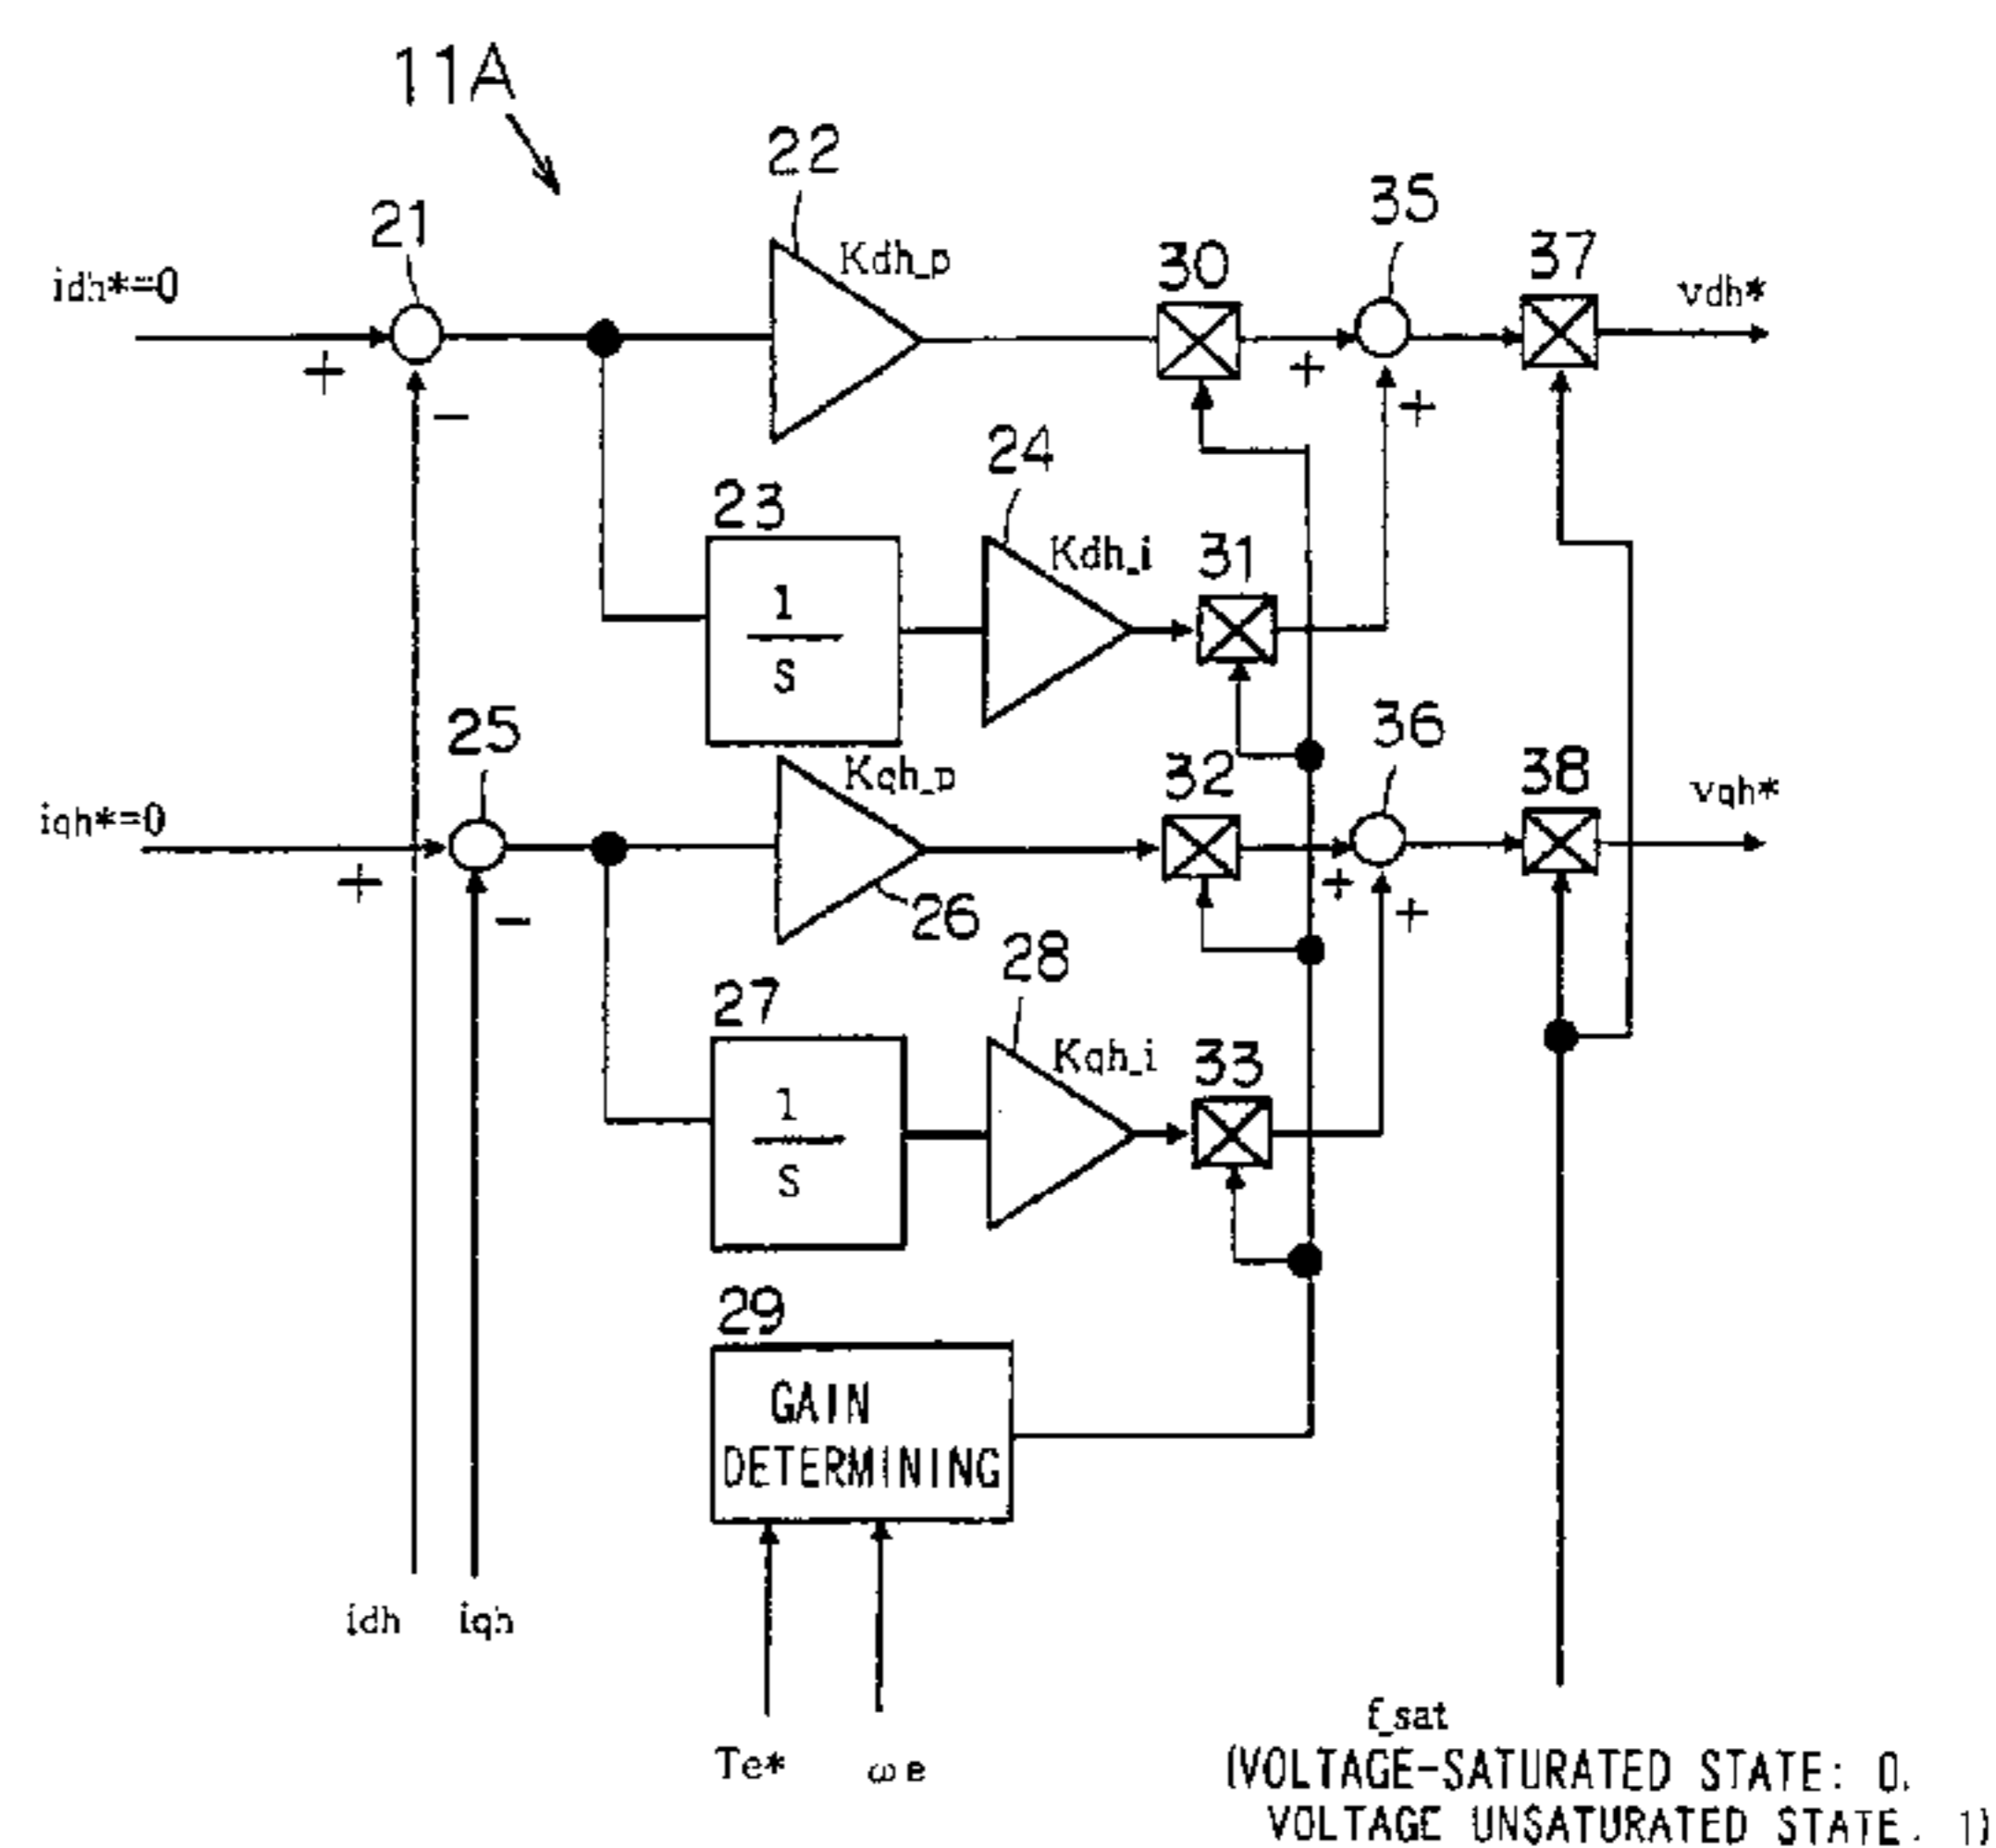 11A
22
35
21
Kdh_p
30
37
idh*=0
vdh*
+
+
−
+
24
23
Kdh_i
31
1
S
25
36
Kqh_p
32
38
iqh*=0
vqh*
+
26
+
−
+
28
27
Kqh_i
33
1
S
29
GAIN
DETERMINING
idh
iqh
f_sat
Te*
ωe
(VOLTAGE-SATURATED STATE: 0,
VOLTAGE UNSATURATED STATE. 1)